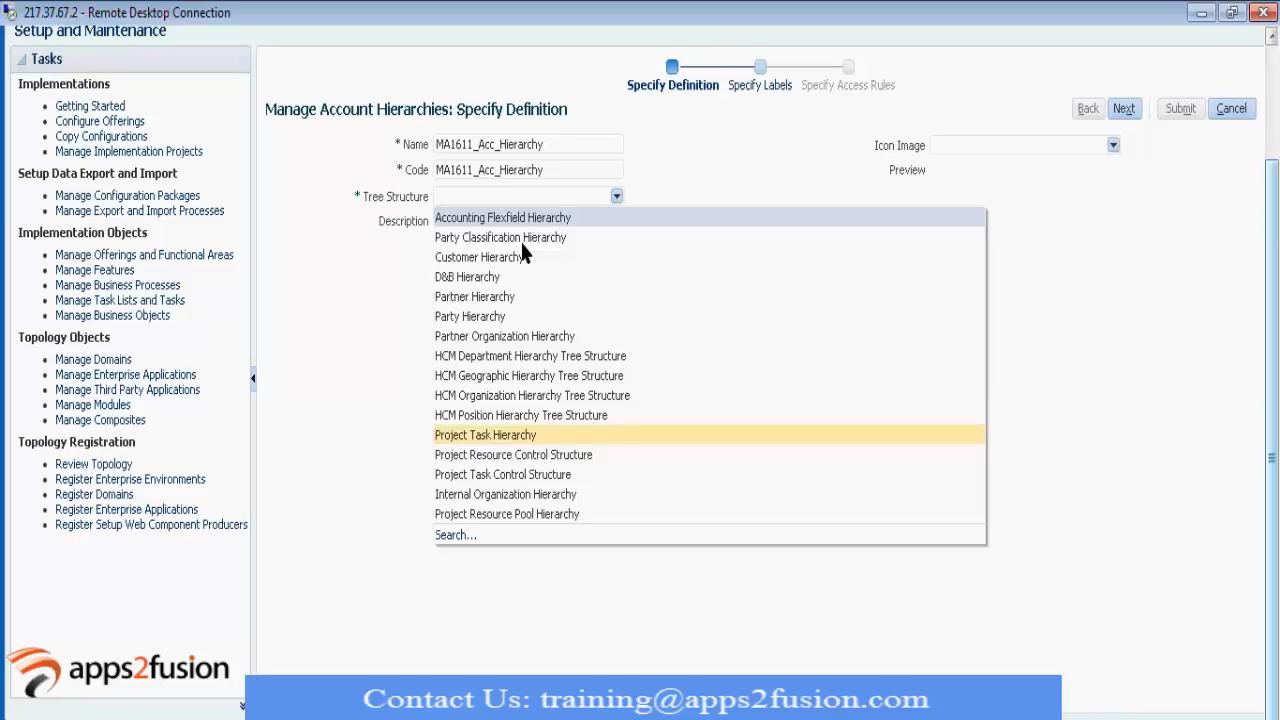 217.37.67.2 - Remote Desktop Connection
Setup and Maintenance
Tasks
Implementations
Getting Started
Configure Offerings
Copy Configurations
Manage Implementation Projects
Setup Data Export and Import
Manage Configuration Packages
Manage Export and Import Processes
Implementation Objects
Manage Offerings and Functional Areas
Manage Features
Manage Business Processes
Manage Task Lists and Tasks
Manage Business Objects
Topology Objects
Manage Domains
Manage Enterprise Applications
Manage Third Party Applications
Manage Modules
Manage Composites
Topology Registration
Review Topology
Register Enterprise Environments
Register Domains
Register Enterprise Applications
Register Setup Web Component Producers
Specify Definition Specify Labels Specify Access Rules
Manage Account Hierarchies: Specify Definition
Back Next Submit Cancel
* Name MA1611_Acc_Hierarchy
* Code MA1611_Acc_Hierarchy
* Tree Structure
Description
Icon Image
Preview
Accounting Flexfield Hierarchy
Party Classification Hierarchy
Customer Hierarchy
D&B Hierarchy
Partner Hierarchy
Party Hierarchy
Partner Organization Hierarchy
HCM Department Hierarchy Tree Structure
HCM Geographic Hierarchy Tree Structure
HCM Organization Hierarchy Tree Structure
HCM Position Hierarchy Tree Structure
Project Task Hierarchy
Project Resource Control Structure
Project Task Control Structure
Internal Organization Hierarchy
Project Resource Pool Hierarchy
Search...
apps2fusion
Contact Us: training@apps2fusion.com